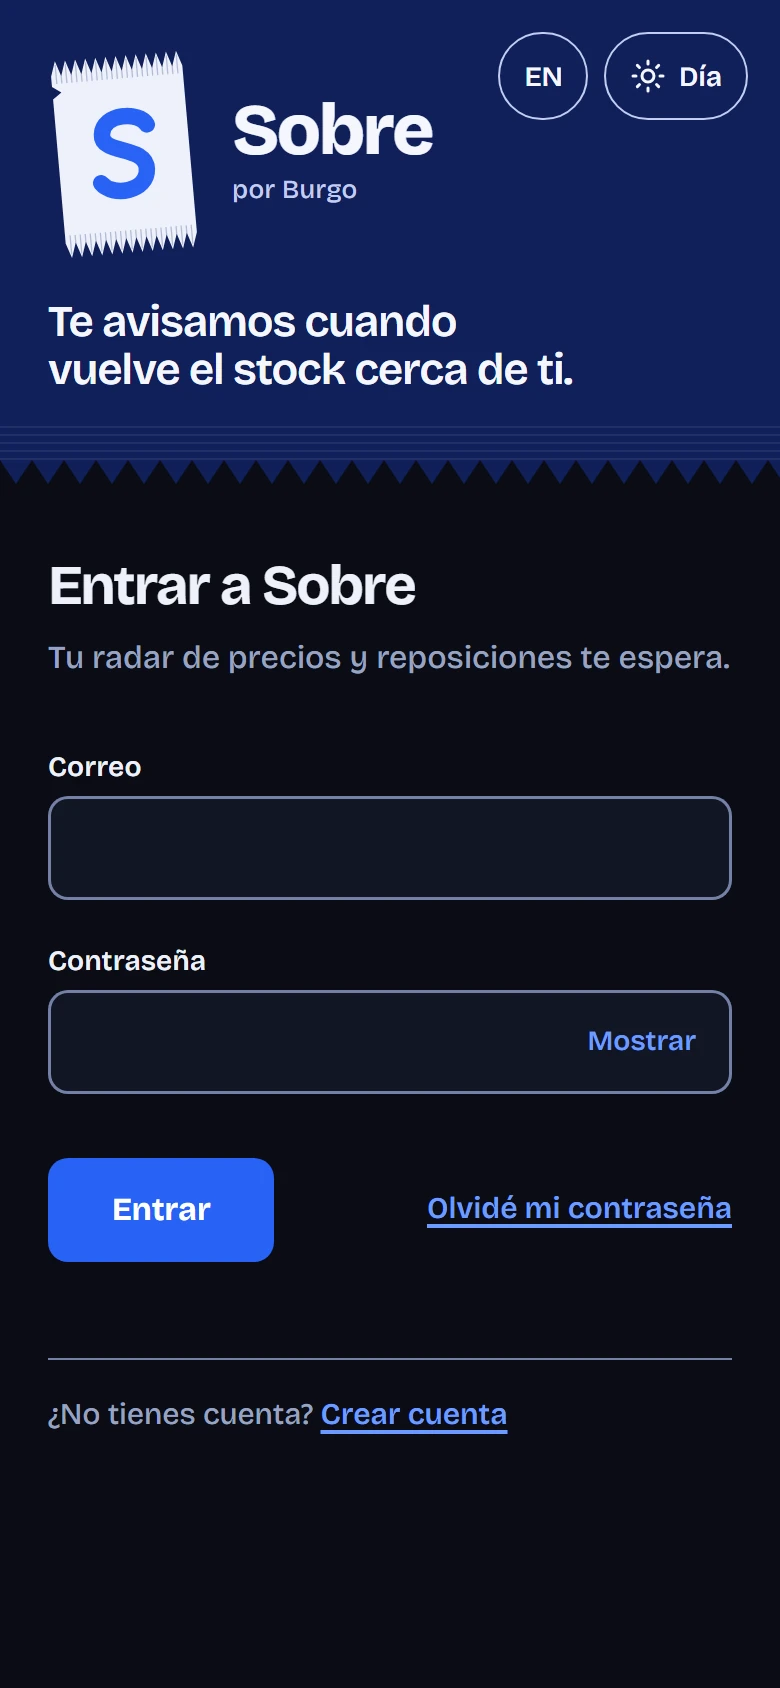 S
Sobre
por Burgo
EN
Día
Te avisamos cuando
vuelve el stock cerca de ti.
Entrar a Sobre
Tu radar de precios y reposiciones te espera.
Correo
Contraseña
Mostrar
Entrar
Olvidé mi contraseña
¿No tienes cuenta? Crear cuenta